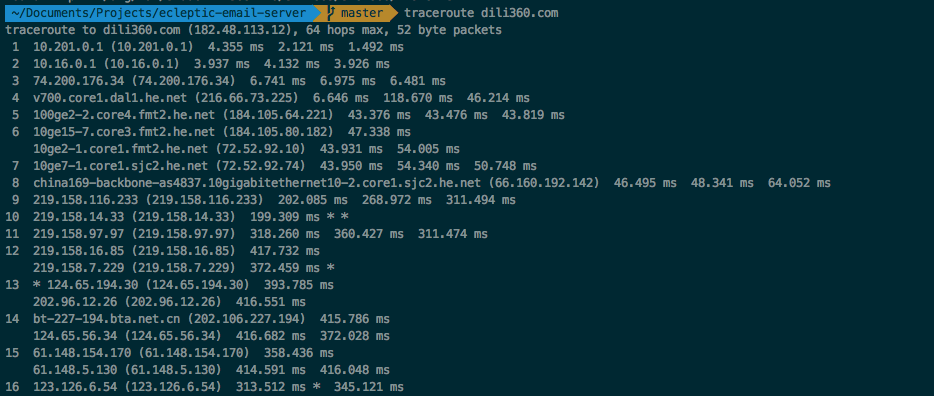 ~/Documents/Projects/ecleptic-email-server master traceroute dili360.com
traceroute to dili360.com (182.48.113.12), 64 hops max, 52 byte packets
1 10.201.0.1 (10.201.0.1) 4.355 ms 2.121 ms 1.492 ms
2 10.16.0.1 (10.16.0.1) 3.937 ms 4.132 ms 3.926 ms
3 74.200.176.34 (74.200.176.34) 6.741 ms 6.975 ms 6.481 ms
4 v700.core1.dal1.he.net (216.66.73.225) 6.646 ms 118.670 ms 46.214 ms
5 100ge2-2.core4.fmt2.he.net (184.105.64.221) 43.376 ms 43.476 ms 43.819 ms
6 10ge15-7.core3.fmt2.he.net (184.105.80.182) 47.338 ms
10ge2-1.core1.fmt2.he.net (72.52.92.10) 43.931 ms 54.005 ms
7 10ge7-1.core1.sjc2.he.net (72.52.92.74) 43.950 ms 54.340 ms 50.748 ms
8 china169-backbone-as4837.10gigabitethernet10-2.core1.sjc2.he.net (66.160.192.142) 46.495 ms 48.341 ms 64.052 ms
9 219.158.116.233 (219.158.116.233) 202.085 ms 268.972 ms 311.494 ms
10 219.158.14.33 (219.158.14.33) 199.309 ms * *
11 219.158.97.97 (219.158.97.97) 318.260 ms 360.427 ms 311.474 ms
12 219.158.16.85 (219.158.16.85) 417.732 ms
219.158.7.229 (219.158.7.229) 372.459 ms *
13 * 124.65.194.30 (124.65.194.30) 393.785 ms
202.96.12.26 (202.96.12.26) 416.551 ms
14 bt-227-194.bta.net.cn (202.106.227.194) 415.786 ms
124.65.56.34 (124.65.56.34) 416.682 ms 372.028 ms
15 61.148.154.170 (61.148.154.170) 358.436 ms
61.148.5.130 (61.148.5.130) 414.591 ms 416.048 ms
16 123.126.6.54 (123.126.6.54) 313.512 ms * 345.121 ms